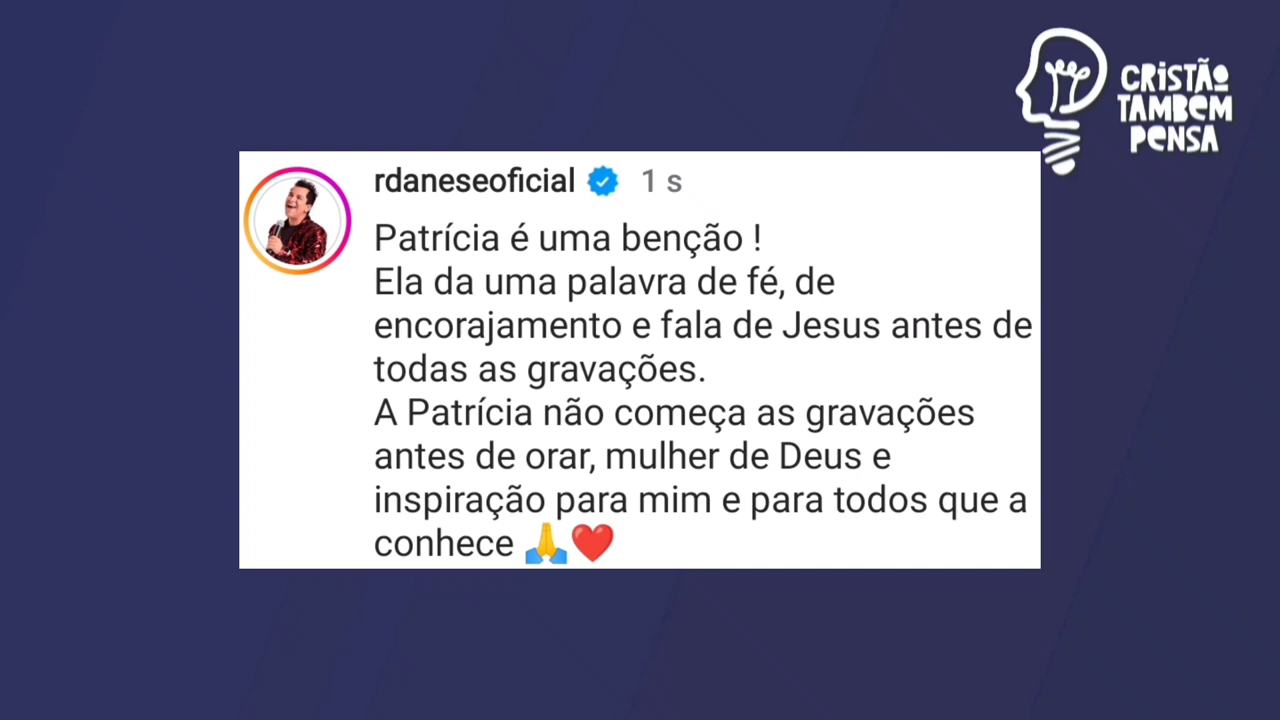 CRISTÃO
TAMBEM
PENSA
rdaneseoficial 1 s
Patrícia é uma benção !
Ela da uma palavra de fé, de
encorajamento e fala de Jesus antes de
todas as gravações.
A Patrícia não começa as gravações
antes de orar, mulher de Deus e
inspiração para mim e para todos que a
conhece 🙏❤️